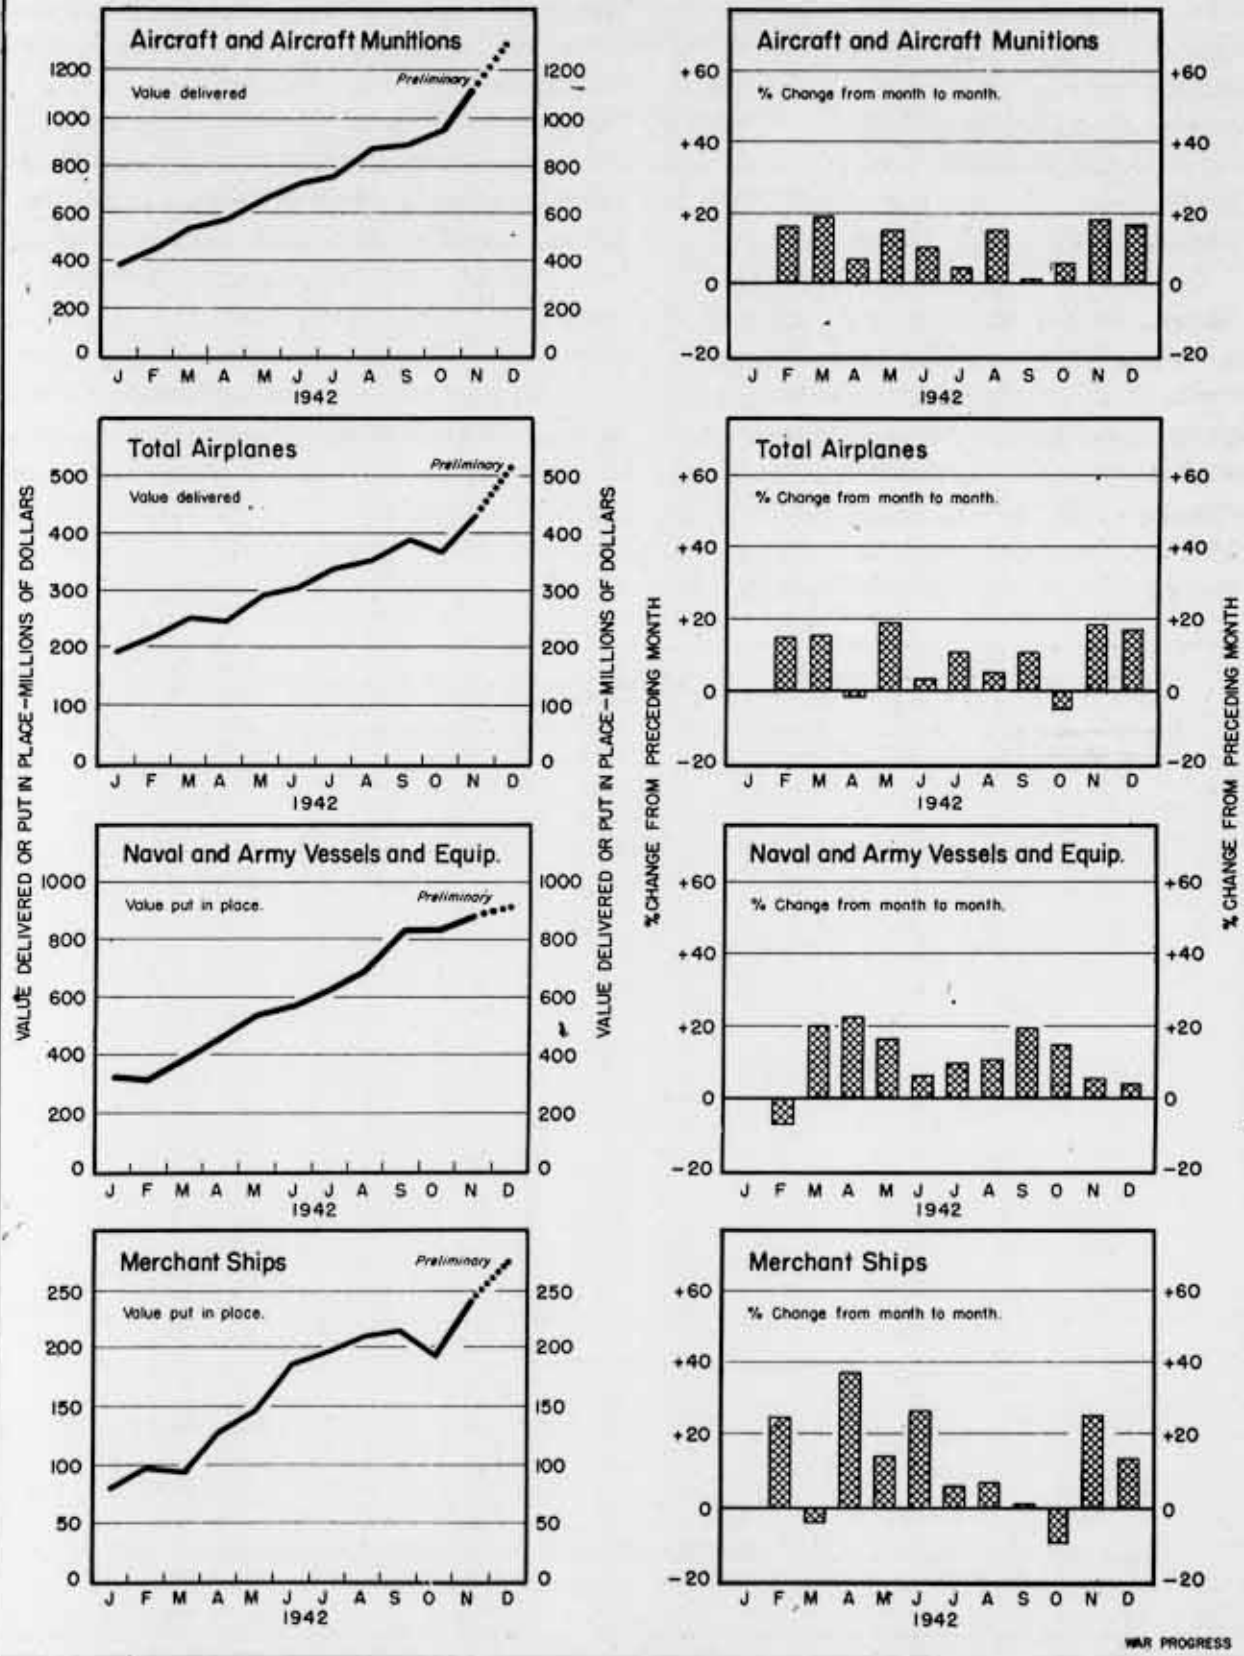 Aircraft and Aircraft Munitions
Value delivered
Preliminary
1200 1200
1000 1000
800 800
600 600
400 400
200 200
0 0
J F M A M J J A S O N D
1942
Aircraft and Aircraft Munitions
% Change from month to month.
+60 +60
+40 +40
+20 +20
0 0
-20 -20
J F M A M J J A S O N D
1942
Total Airplanes
Value delivered
Preliminary
500 500
400 400
300 300
200 200
100 100
0 0
J F M A M J J A S O N D
1942
Total Airplanes
% Change from month to month.
+60 +60
+40 +40
+20 +20
0 0
-20 -20
J F M A M J J A S O N D
1942
Naval and Army Vessels and Equip.
Value put in place.
Preliminary
1000 1000
800 800
600 600
400 400
200 200
0 0
J F M A M J J A S O N D
1942
Naval and Army Vessels and Equip.
% Change from month to month.
+60 +60
+40 +40
+20 +20
0 0
-20 -20
J F M A M J J A S O N D
1942
Merchant Ships
Value put in place.
Preliminary
250 250
200 200
150 150
100 100
50 50
0 0
J F M A M J J A S O N D
1942
Merchant Ships
% Change from month to month.
+60 +60
+40 +40
+20 +20
0 0
-20 -20
J F M A M J J A S O N D
1942
VALUE DELIVERED OR PUT IN PLACE-MILLIONS OF DOLLARS
VALUE DELIVERED OR PUT IN PLACE-MILLIONS OF DOLLARS
% CHANGE FROM PRECEDING MONTH
% CHANGE FROM PRECEDING MONTH
WAR PROGRESS